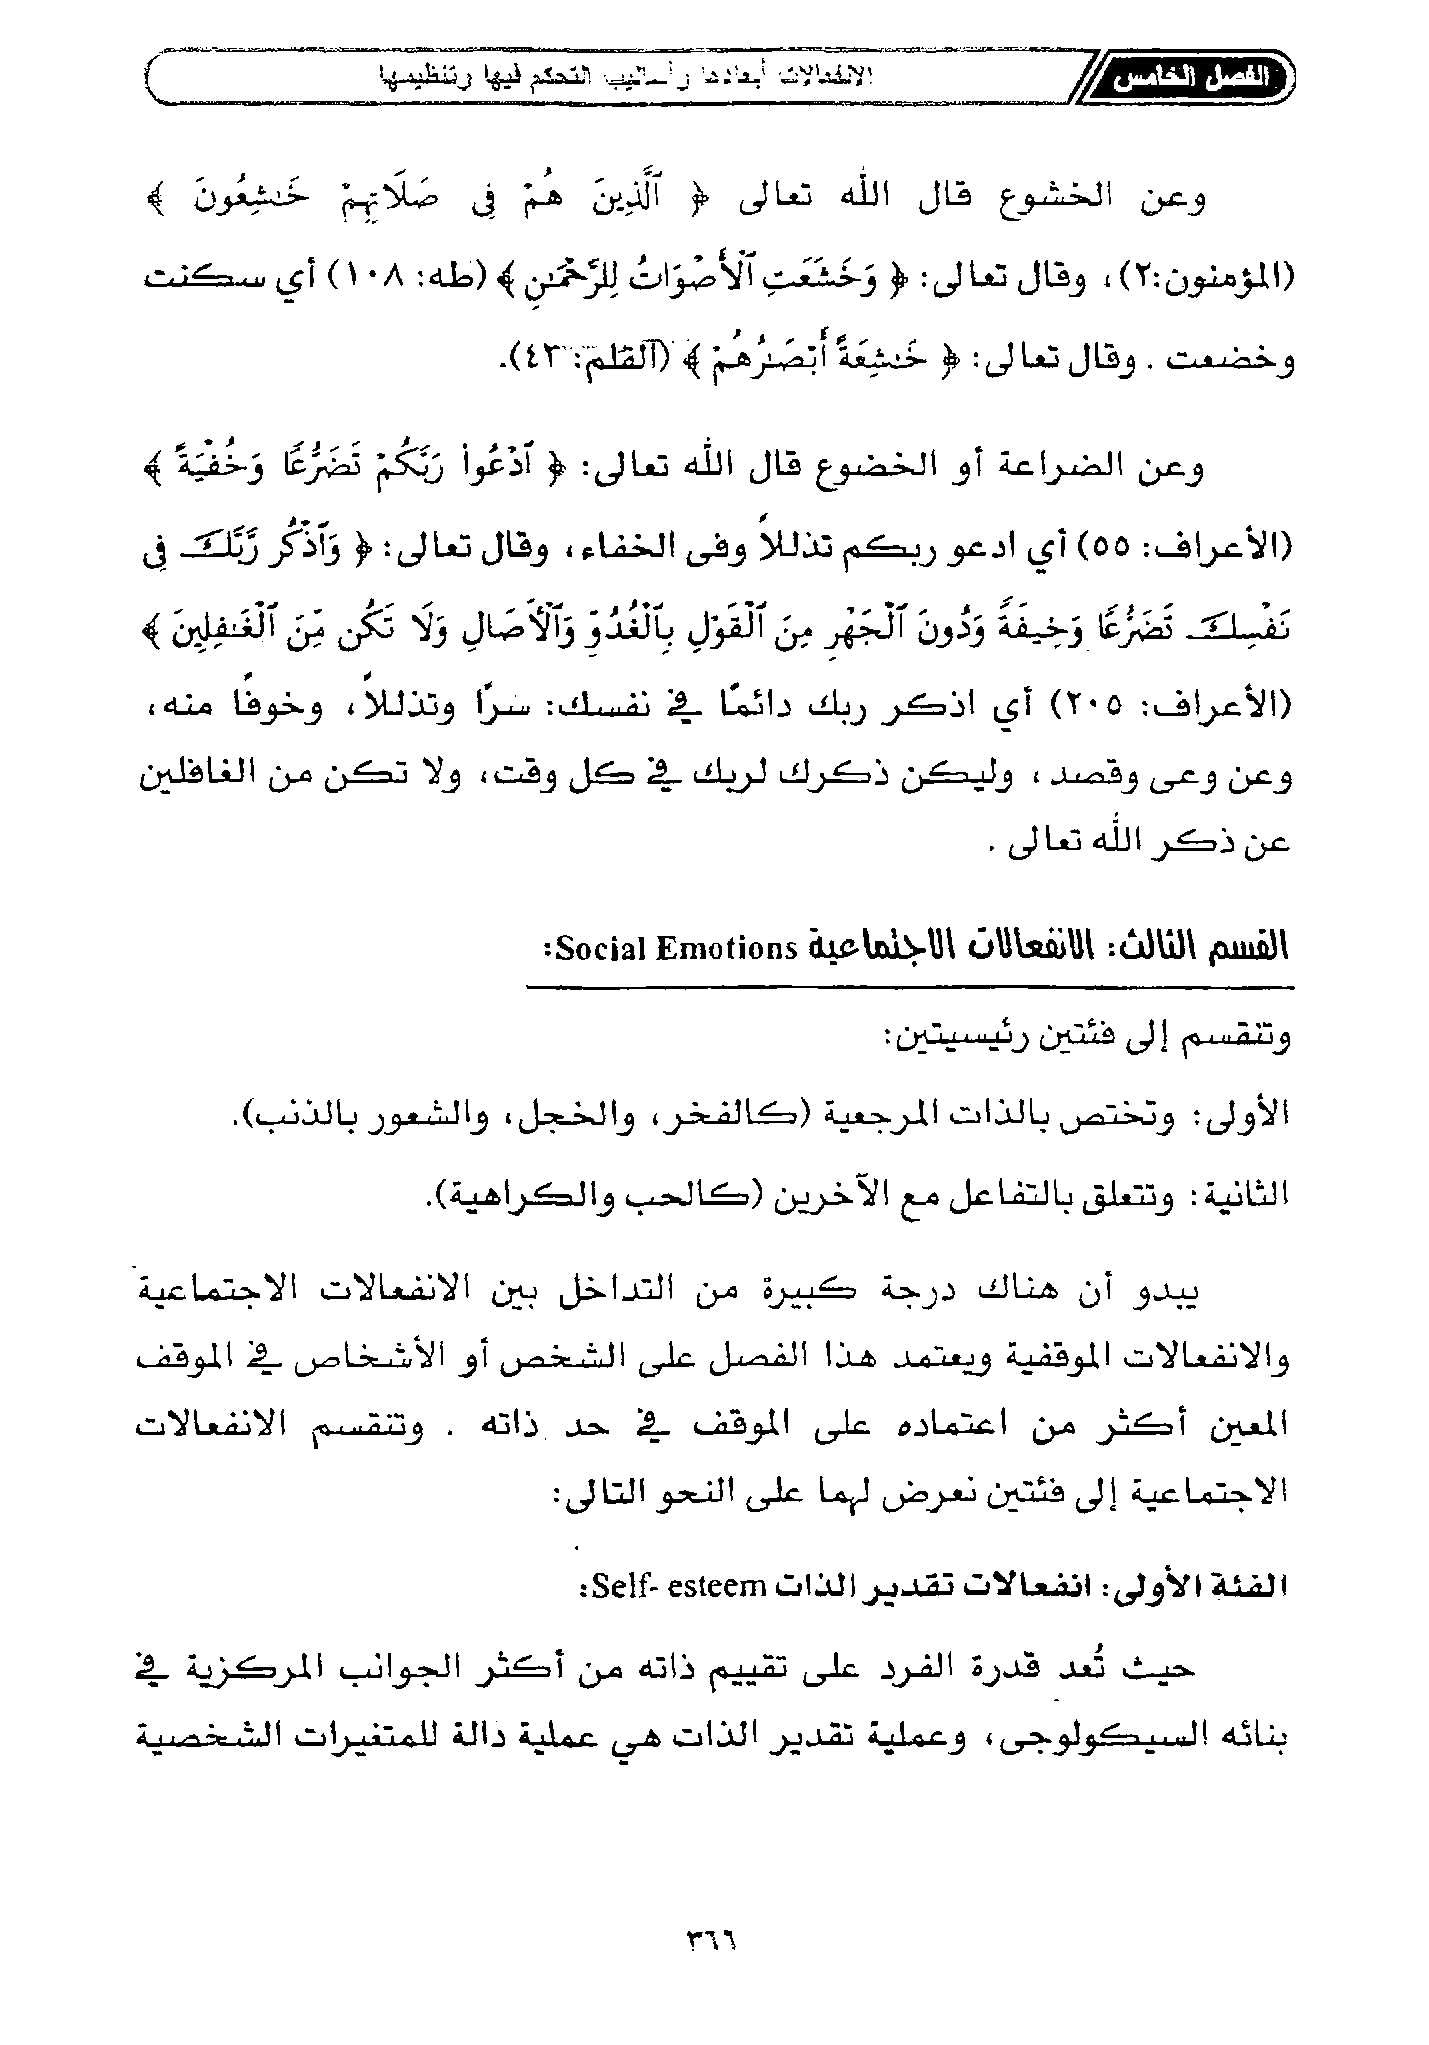 الفصل الخامس
الانفعالات أبعادها وأساليب التحكم فيها وتنظيمها
وعن الخشوع قال الله تعالى ﴿ ٱلَّذِينَ هُمْ فِى صَلَاتِهِمْ خَـٰشِعُونَ ﴾
(المؤمنون:٢)، وقال تعالى: ﴿ وَخَشَعَتِ ٱلْأَصْوَاتُ لِلرَّحْمَـٰنِ ﴾ (طه: ١٠٨) أي سكنت
وخضعت . وقال تعالى: ﴿ خَـٰشِعَةً أَبْصَـٰرُهُمْ ﴾ (القلم: ٤٣).
وعن الضراعة أو الخضوع قال الله تعالى: ﴿ ٱدْعُوا۟ رَبَّكُمْ تَضَرُّعًا وَخُفْيَةً ﴾
(الأعراف: ٥٥) أي ادعو ربكم تذللاً وفى الخفاء، وقال تعالى: ﴿ وَٱذْكُر رَّبَّكَ فِى
نَفْسِكَ تَضَرُّعًا وَخِيفَةً وَدُونَ ٱلْجَهْرِ مِنَ ٱلْقَوْلِ بِٱلْغُدُوِّ وَٱلْأَصَالِ وَلَا تَكُن مِّنَ ٱلْغَـٰفِلِينَ ﴾
(الأعراف: ٢٠٥) أي اذكر ربك دائمًا في نفسك: سرًا وتذللاً، وخوفًا منه،
وعن وعى وقصد ، وليكن ذكرك لربك في كل وقت، ولا تكن من الغافلين
عن ذكر الله تعالى .
القسم الثالث: الانفعالات الاجتماعية Social Emotions:
وتنقسم إلى فئتين رئيسيتين:
الأولى: وتختص بالذات المرجعية (كالفخر، والخجل، والشعور بالذنب).
الثانية: وتتعلق بالتفاعل مع الآخرين (كالحب والكراهية).
يبدو أن هناك درجة كبيرة من التداخل بين الانفعالات الاجتماعية
والانفعالات الموقفية ويعتمد هذا الفصل على الشخص أو الأشخاص في الموقف
المعين أكثر من اعتماده على الموقف في حد ذاته . وتنقسم الانفعالات
الاجتماعية إلى فئتين نعرض لهما على النحو التالى:
الفئة الأولى: انفعالات تقدير الذات Self- esteem:
حيث تُعد قدرة الفرد على تقييم ذاته من أكثر الجوانب المركزية في
بنائه السيكولوجى، وعملية تقدير الذات هي عملية دالة للمتغيرات الشخصية
٣٦٦